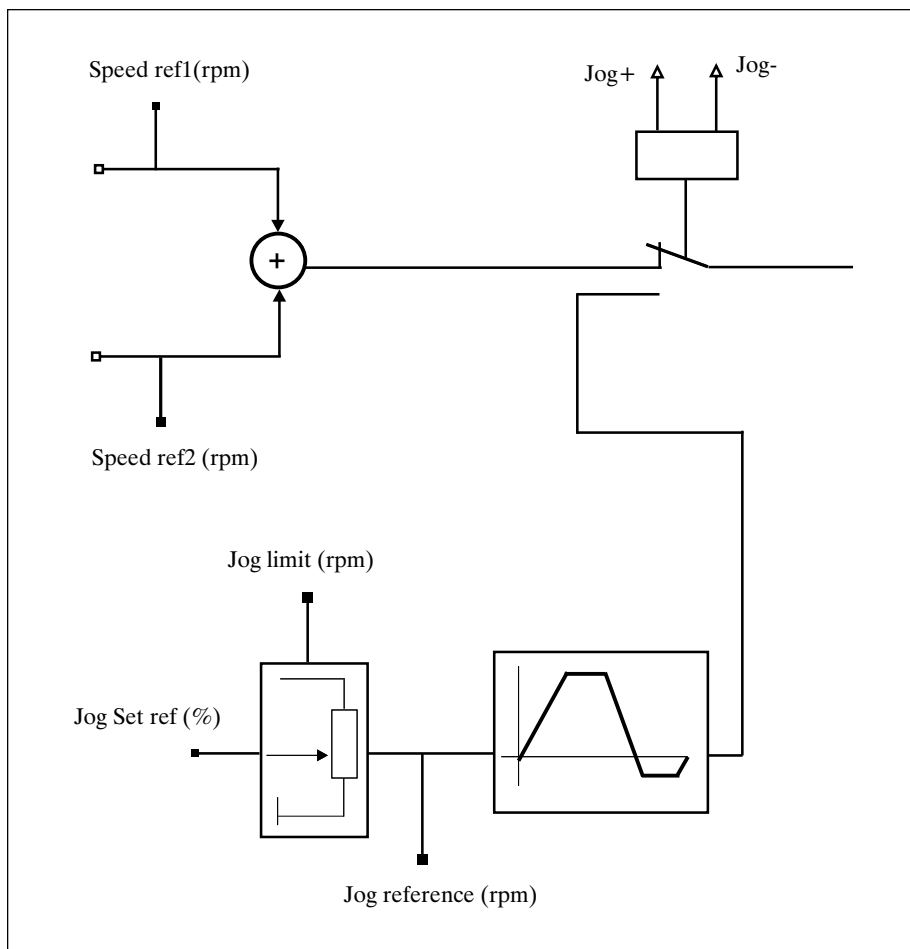 Speed ref1(rpm)
Jog+
Jog-
+
Speed ref2 (rpm)
Jog limit (rpm)
Jog Set ref (%)
Jog reference (rpm)